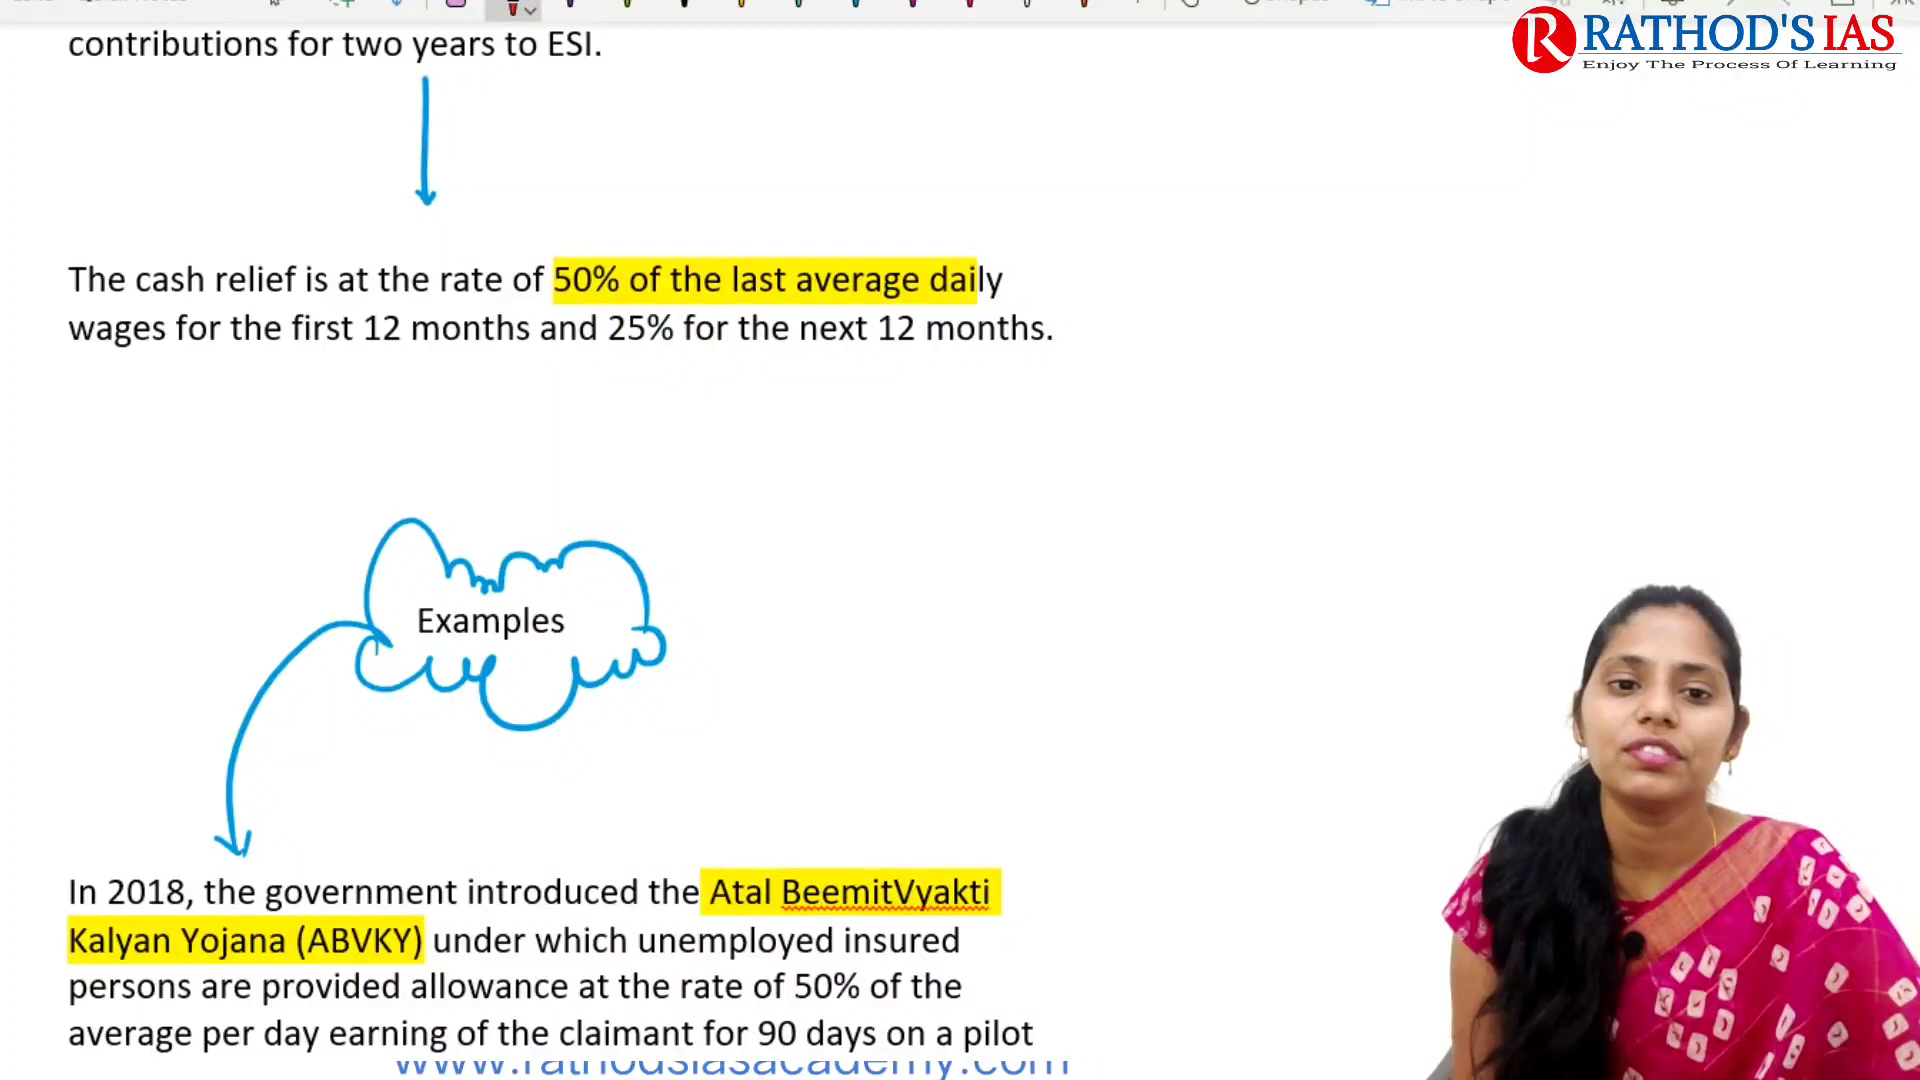 contributions for two years to ESI.
RATHOD'S IAS
Enjoy The Process Of Learning
The cash relief is at the rate of 50% of the last average daily
wages for the first 12 months and 25% for the next 12 months.
Examples
In 2018, the government introduced the Atal BeemitVyakti
Kalyan Yojana (ABVKY) under which unemployed insured
persons are provided allowance at the rate of 50% of the
average per day earning of the claimant for 90 days on a pilot
www.rathodsiasacademy.com